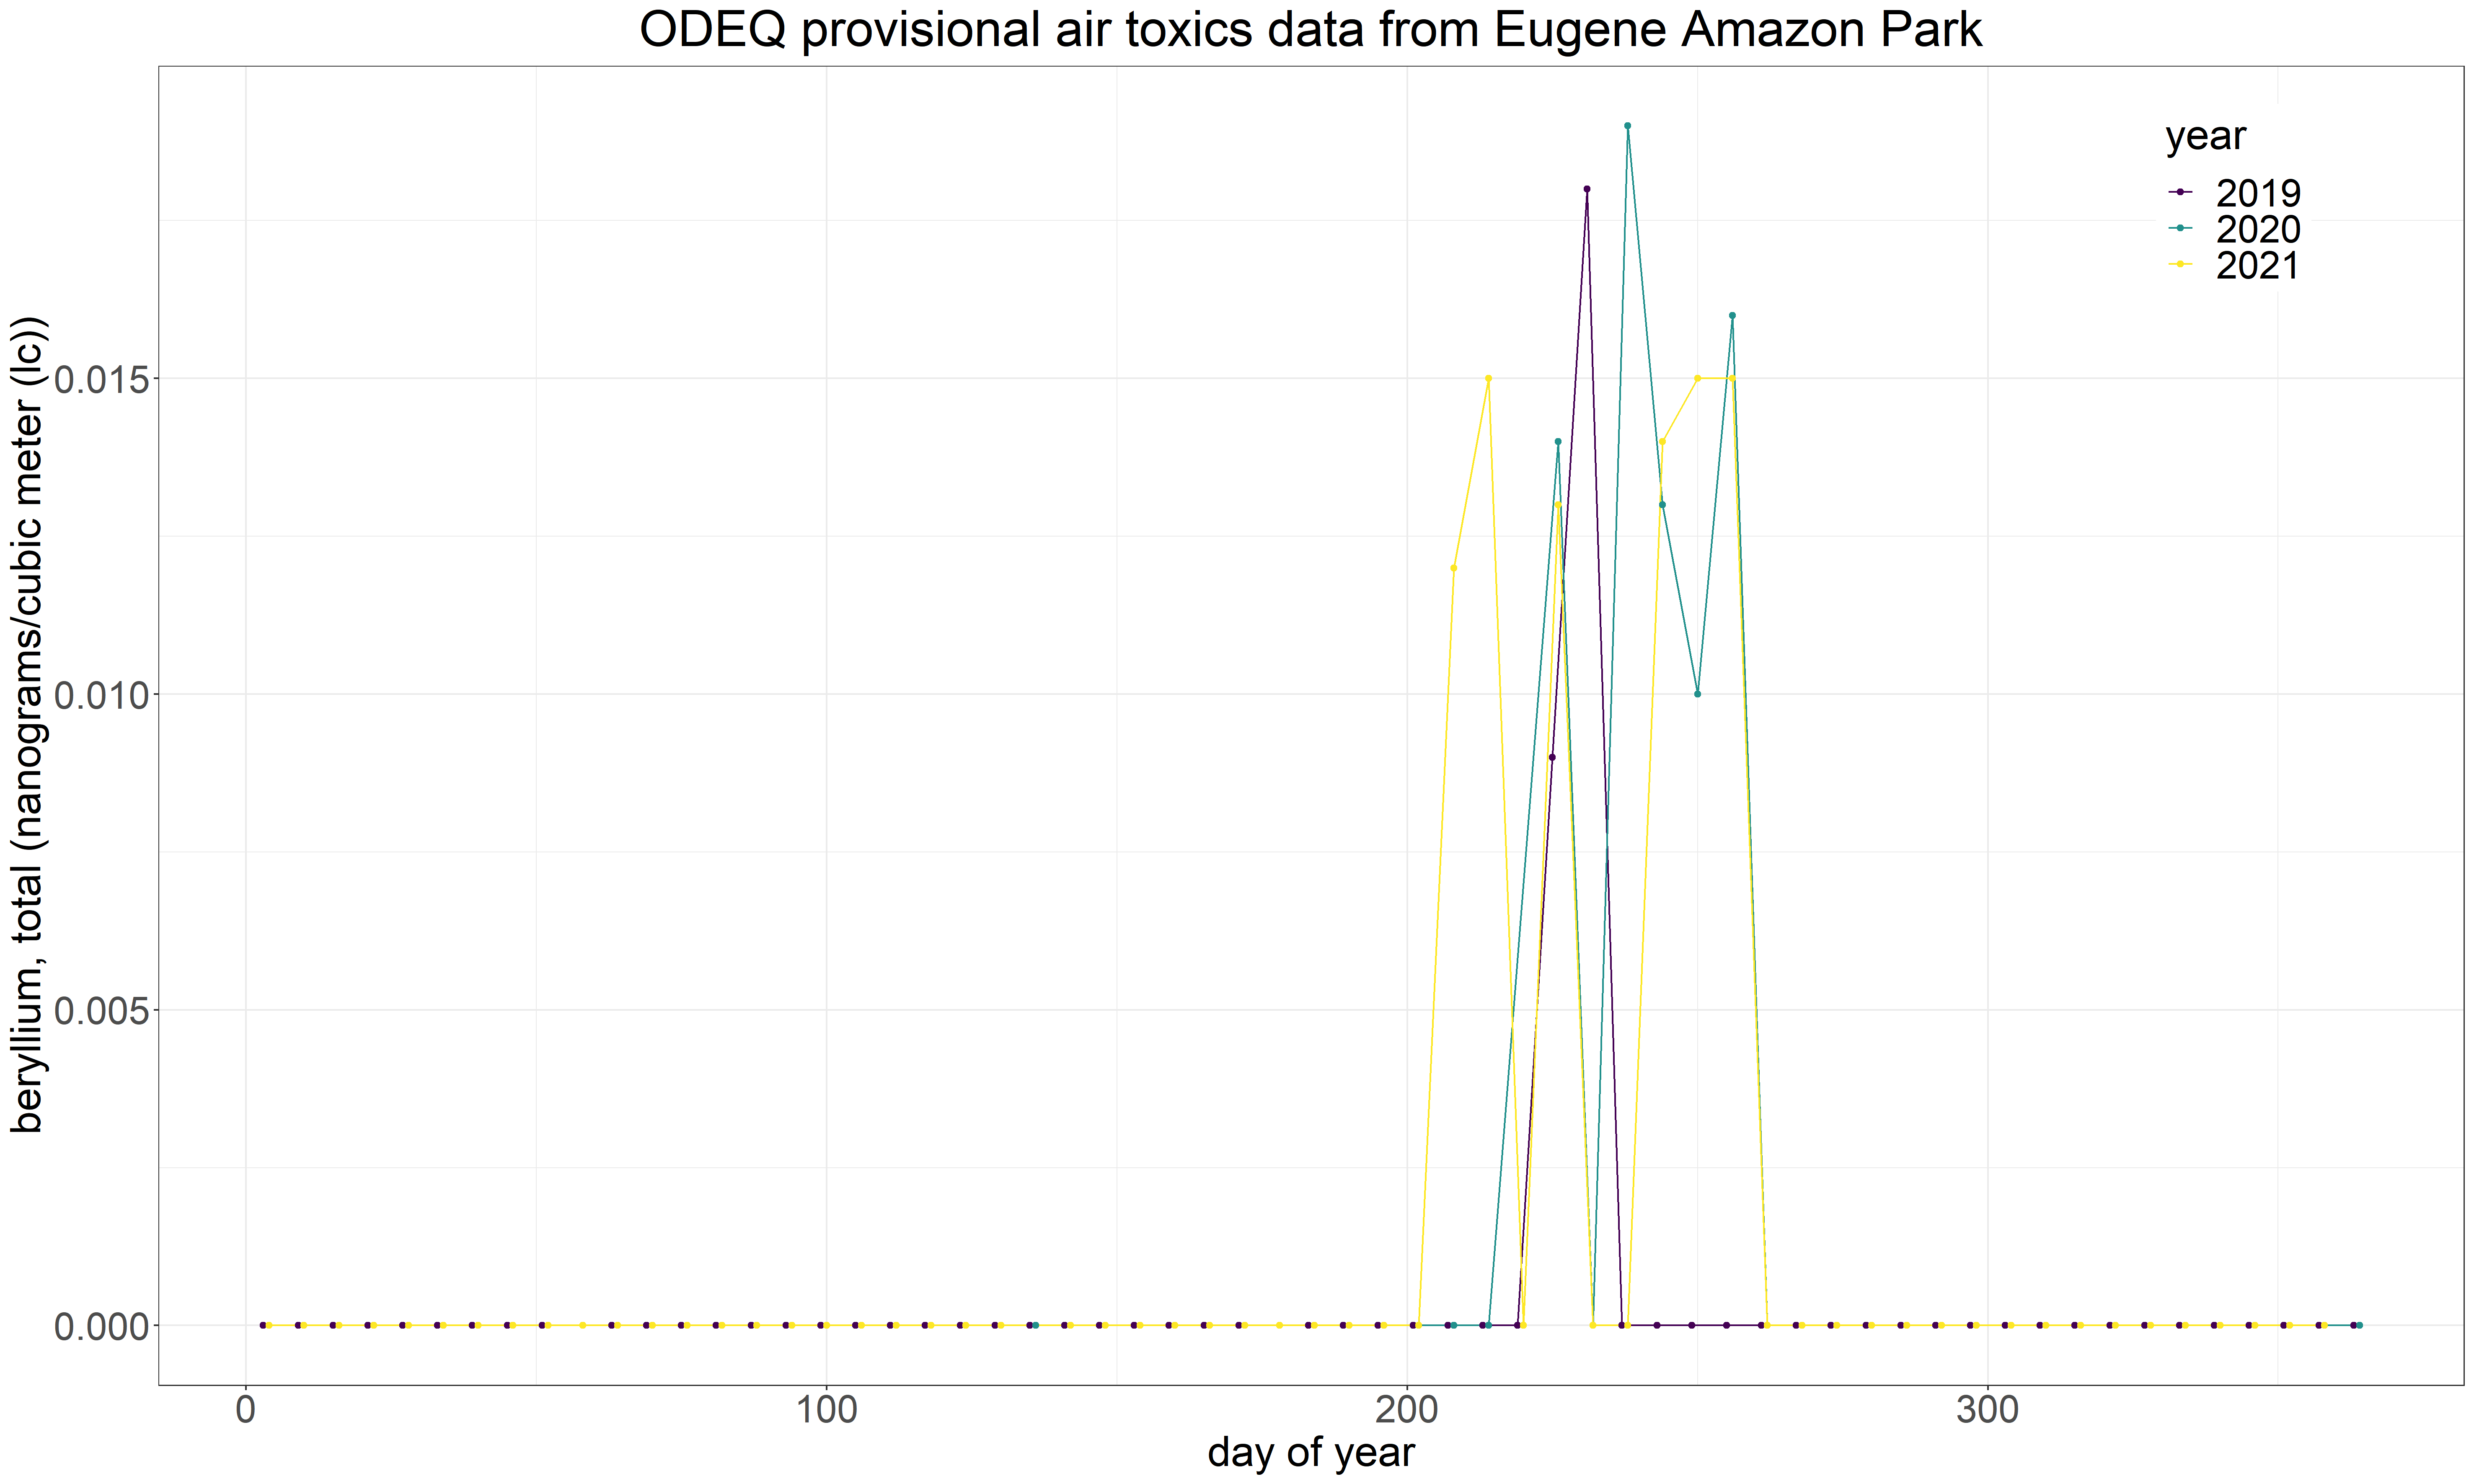 ODEQ provisional air toxics data from Eugene Amazon Park
year
2019
2020
2021
beryllium, total (nanograms/cubic meter (lc))
0.015
0.010
0.005
0.000
0
100
200
300
day of year